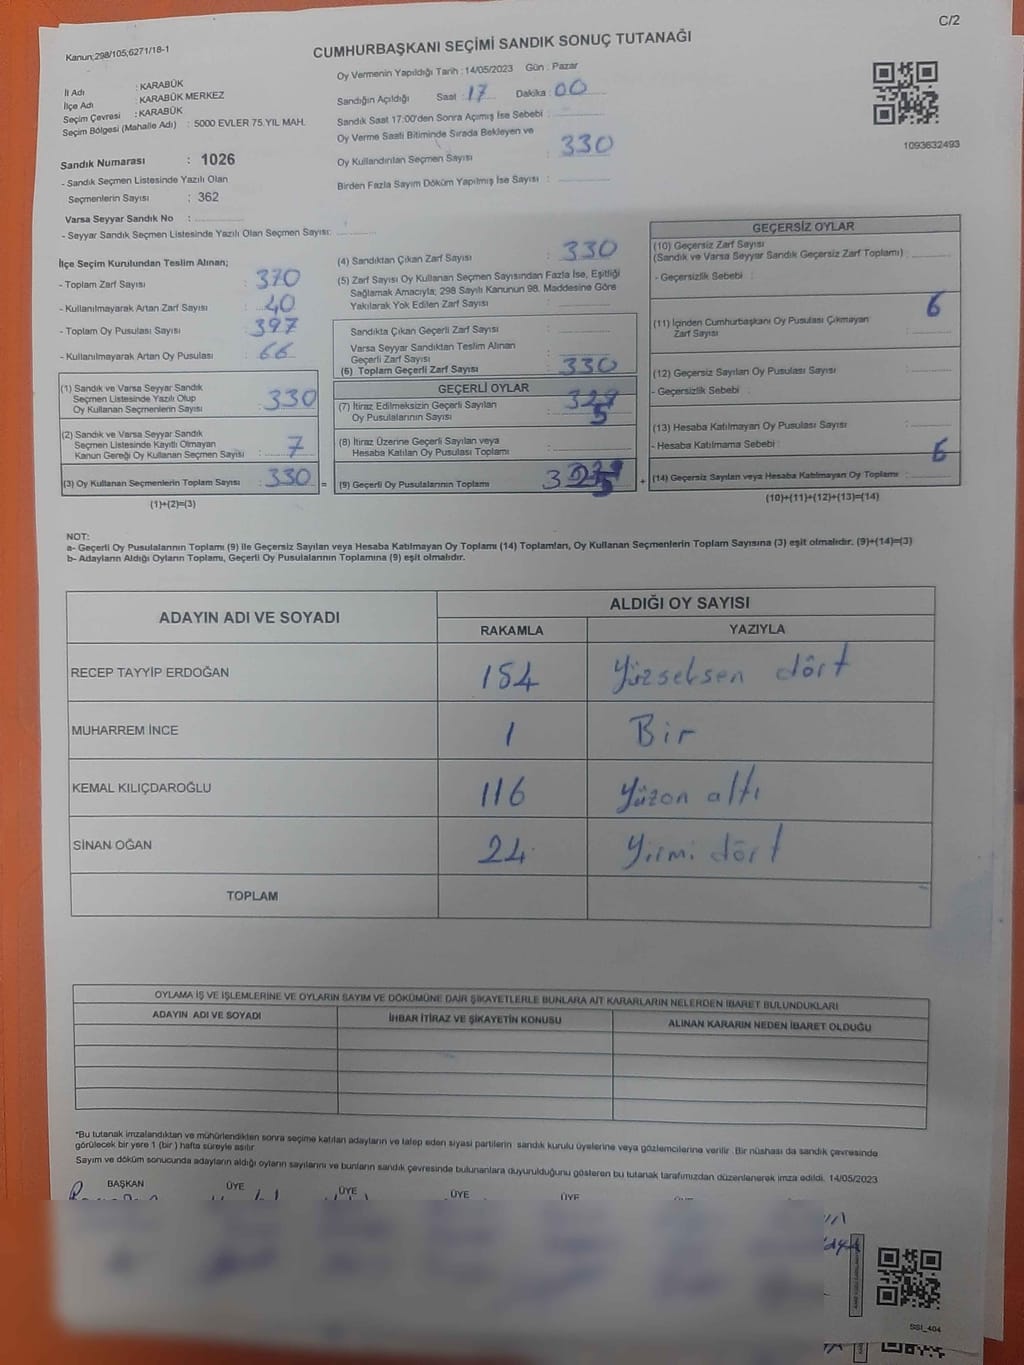 C/2
Kanun;298/105,6271/18-1
CUMHURBAŞKANI SEÇİMİ SANDIK SONUÇ TUTANAĞI
İl Adı : KARABÜK
İlçe Adı : KARABÜK MERKEZ
Seçim Çevresi : KARABÜK
Seçim Bölgesi (Mahalle Adı) : 5000 EVLER 75.YIL MAH.
Sandık Numarası : 1026
- Sandık Seçmen Listesinde Yazılı Olan
Seçmenlerin Sayısı : 362
Varsa Seyyar Sandık No :
- Seyyar Sandık Seçmen Listesinde Yazılı Olan Seçmen Sayısı:
Oy Vermenin Yapıldığı Tarih : 14/05/2023 Gün : Pazar
Sandığın Açıldığı Saat : 17 Dakika : 00
Sandık Saat 17:00'den Sonra Açımış İse Sebebi :
Oy Verme Saati Bitiminde Sırada Bekleyen ve
Oy Kullandırılan Seçmen Sayısı : 330
Birden Fazla Sayım Döküm Yapılmış İse Sayısı :
1093632493
İlçe Seçim Kurulundan Teslim Alınan;
- Toplam Zarf Sayısı : 370
- Kullanılmayarak Artan Zarf Sayısı : 40
- Toplam Oy Pusulası Sayısı : 397
- Kullanılmayarak Artan Oy Pusulası : 66
(1) Sandık ve Varsa Seyyar Sandık
Seçmen Listesinde Yazılı Olup
Oy Kullanan Seçmenlerin Sayısı : 330
(2) Sandık ve Varsa Seyyar Sandık
Seçmen Listesinde Kayıtlı Olmayan
Kanun Gereği Oy Kullanan Seçmen Sayısı : 7
(3) Oy Kullanan Seçmenlerin Toplam Sayısı : 330 =
(1)+(2)=(3)
(4) Sandıktan Çıkan Zarf Sayısı : 330
(5) Zarf Sayısı Oy Kullanan Seçmen Sayısından Fazla İse, Eşitliği
Sağlamak Amacıyla; 298 Sayılı Kanunun 98. Maddesine Göre
Yakılarak Yok Edilen Zarf Sayısı :
Sandıkta Çıkan Geçerli Zarf Sayısı :
Varsa Seyyar Sandıktan Teslim Alınan
Geçerli Zarf Sayısı :
(6) Toplam Geçerli Zarf Sayısı : 330
GEÇERLİ OYLAR
(7) İtiraz Edilmeksizin Geçerli Sayılan
Oy Pusulalarının Sayısı :
(8) İtiraz Üzerine Geçerli Sayılan veya
Hesaba Katılan Oy Pusulası Toplamı :
(9) Geçerli Oy Pusulalarının Toplamı : +
GEÇERSİZ OYLAR
(10) Geçersiz Zarf Sayısı
(Sandık ve Varsa Seyyar Sandık Geçersiz Zarf Toplamı) :
- Geçersizlik Sebebi :
(11) İçinden Cumhurbaşkanı Oy Pusulası Çıkmayan
Zarf Sayısı : 6
(12) Geçersiz Sayılan Oy Pusulası Sayısı :
- Geçersizlik Sebebi :
(13) Hesaba Katılmayan Oy Pusulası Sayısı :
- Hesaba Katılmama Sebebi :
(14) Geçersiz Sayılan veya Hesaba Katılmayan Oy Toplamı : 6
(10)+(11)+(12)+(13)=(14)
NOT:
a- Geçerli Oy Pusulalarının Toplamı (9) ile Geçersiz Sayılan veya Hesaba Katılmayan Oy Toplamı (14) Toplamları, Oy Kullanan Seçmenlerin Toplam Sayısına (3) eşit olmalıdır. (9)+(14)=(3)
b- Adayların Aldığı Oyların Toplamı, Geçerli Oy Pusulalarının Toplamına (9) eşit olmalıdır.
ADAYIN ADI VE SOYADI ALDIĞI OY SAYISI
RAKAMLA YAZIYLA
RECEP TAYYİP ERDOĞAN 184 Yüzseksen dört
MUHARREM İNCE 1 Bir
KEMAL KILIÇDAROĞLU 116 Yüzon altı
SİNAN OĞAN 24 Yirmi dört
TOPLAM
OYLAMA İŞ VE İŞLEMLERİNE VE OYLARIN SAYIM VE DÖKÜMÜNE DAİR ŞİKAYETLERLE BUNLARA AİT KARARLARIN NELERDEN İBARET BULUNDUKLARI
ADAYIN ADI VE SOYADI İHBAR İTİRAZ VE ŞİKAYETİN KONUSU ALINAN KARARIN NEDEN İBARET OLDUĞU
*Bu tutanak imzalandıktan ve mühürlendikten sonra seçime katılan adayların ve talep eden siyasi partilerin sandık kurulu üyelerine veya gözlemcilerine verilir. Bir nüshası da sandık çevresinde
görülecek bir yere 1 (bir) hafta süreyle asılır
Sayım ve döküm sonucunda adayların aldığı oyların sayılarını ve bunların sandık çevresinde bulunanlara duyurulduğunu gösteren bu tutanak tarafımızdan düzenlenerek imza edildi. 14/05/2023
BAŞKAN ÜYE ÜYE ÜYE ÜYE
SSI_404